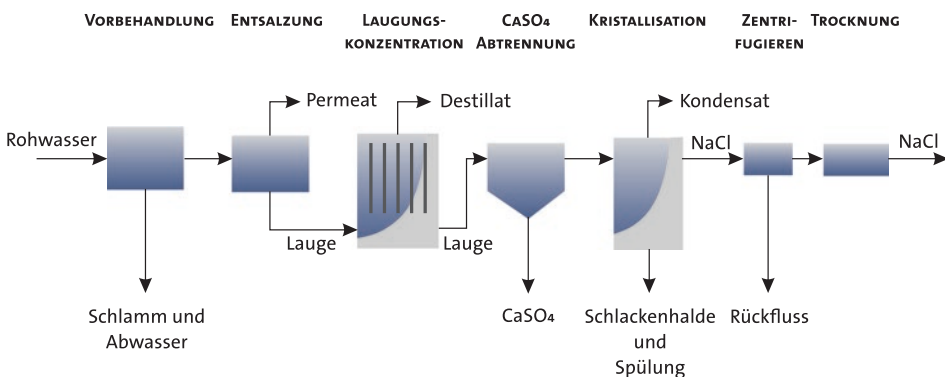 VORBEHANDLUNG
ENTSALZUNG
LAUGUNGS-
KONZENTRATION
CASO4
ABTRENNUNG
KRISTALLISATION
ZENTRI-
FUGIEREN
TROCKNUNG
Rohwasser
Permeat
Destillat
Kondensat
NaCl
NaCl
Lauge
Lauge
Schlamm und
Abwasser
CaSO4
Schlackenhalde
und
Spülung
Rückfluss